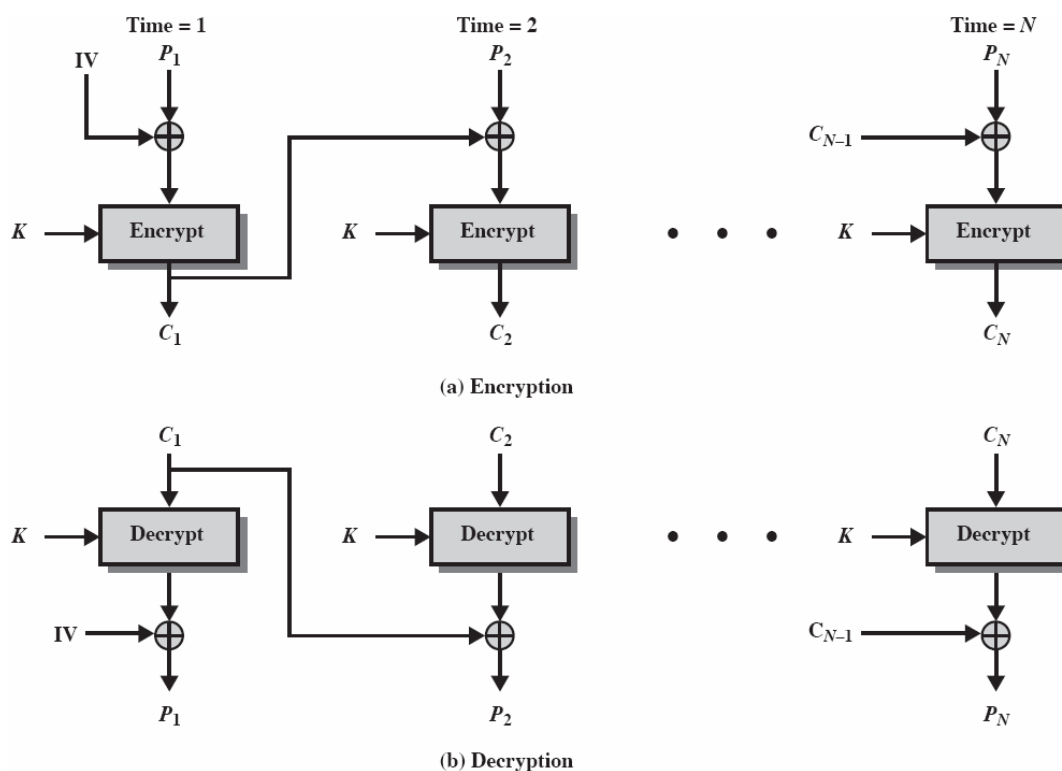 Time = 1 Time = 2 Time = N
IV P1 P2 PN
CN–1
K Encrypt K Encrypt • • • K Encrypt
C1 C2 CN
(a) Encryption
C1 C2 CN
K Decrypt K Decrypt • • • K Decrypt
IV CN–1
P1 P2 PN
(b) Decryption